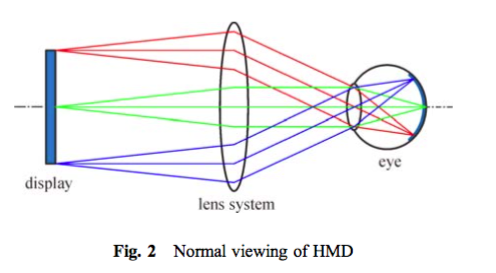 display
lens system
eye
Fig. 2 Normal viewing of HMD